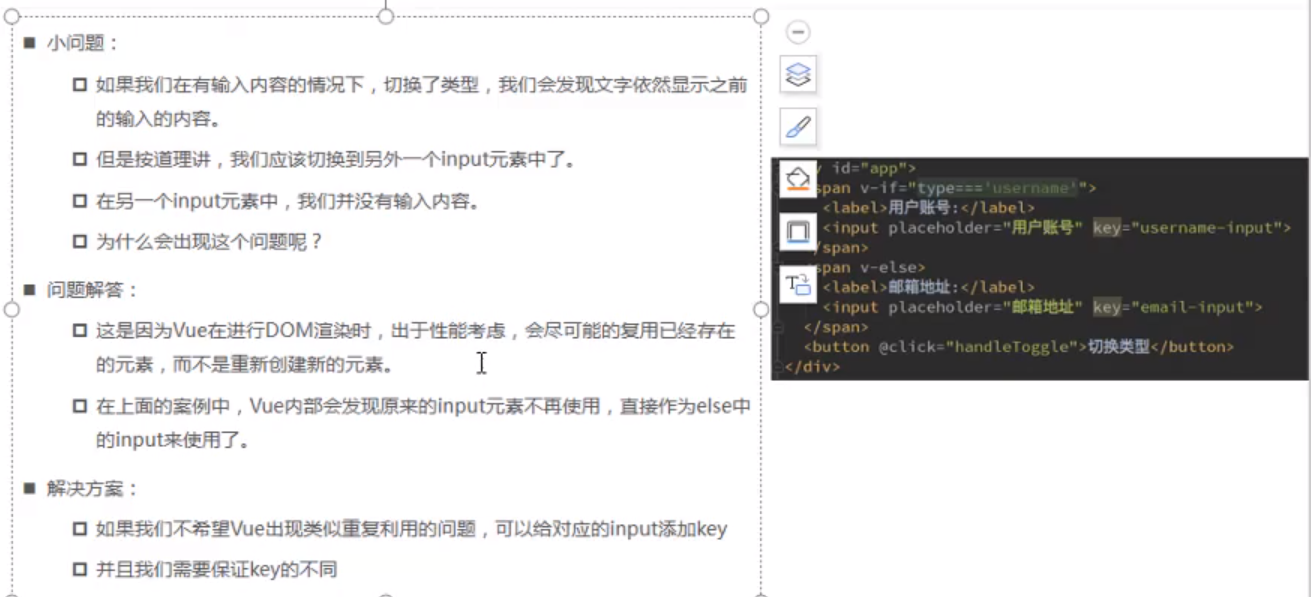 小问题：
如果我们在有输入内容的情况下，切换了类型，我们会发现文字依然显示之前
的输入的内容。
但是按道理讲，我们应该切换到另外一个input元素中了。
在另一个input元素中，我们并没有输入内容。
为什么会出现这个问题呢？
问题解答：
这是因为Vue在进行DOM渲染时，出于性能考虑，会尽可能的复用已经存在
的元素，而不是重新创建新的元素。
在上面的案例中，Vue内部会发现原来的input元素不再使用，直接作为else中
的input来使用了。
解决方案：
如果我们不希望Vue出现类似重复利用的问题，可以给对应的input添加key
并且我们需要保证key的不同
id="app">
span v-if="type==='username'">
<label>用户账号:</label>
<input placeholder="用户账号" key="username-input">
/span>
span v-else>
<label>邮箱地址:</label>
<input placeholder="邮箱地址" key="email-input">
</span>
<button @click="handleToggle">切换类型</button>
</div>